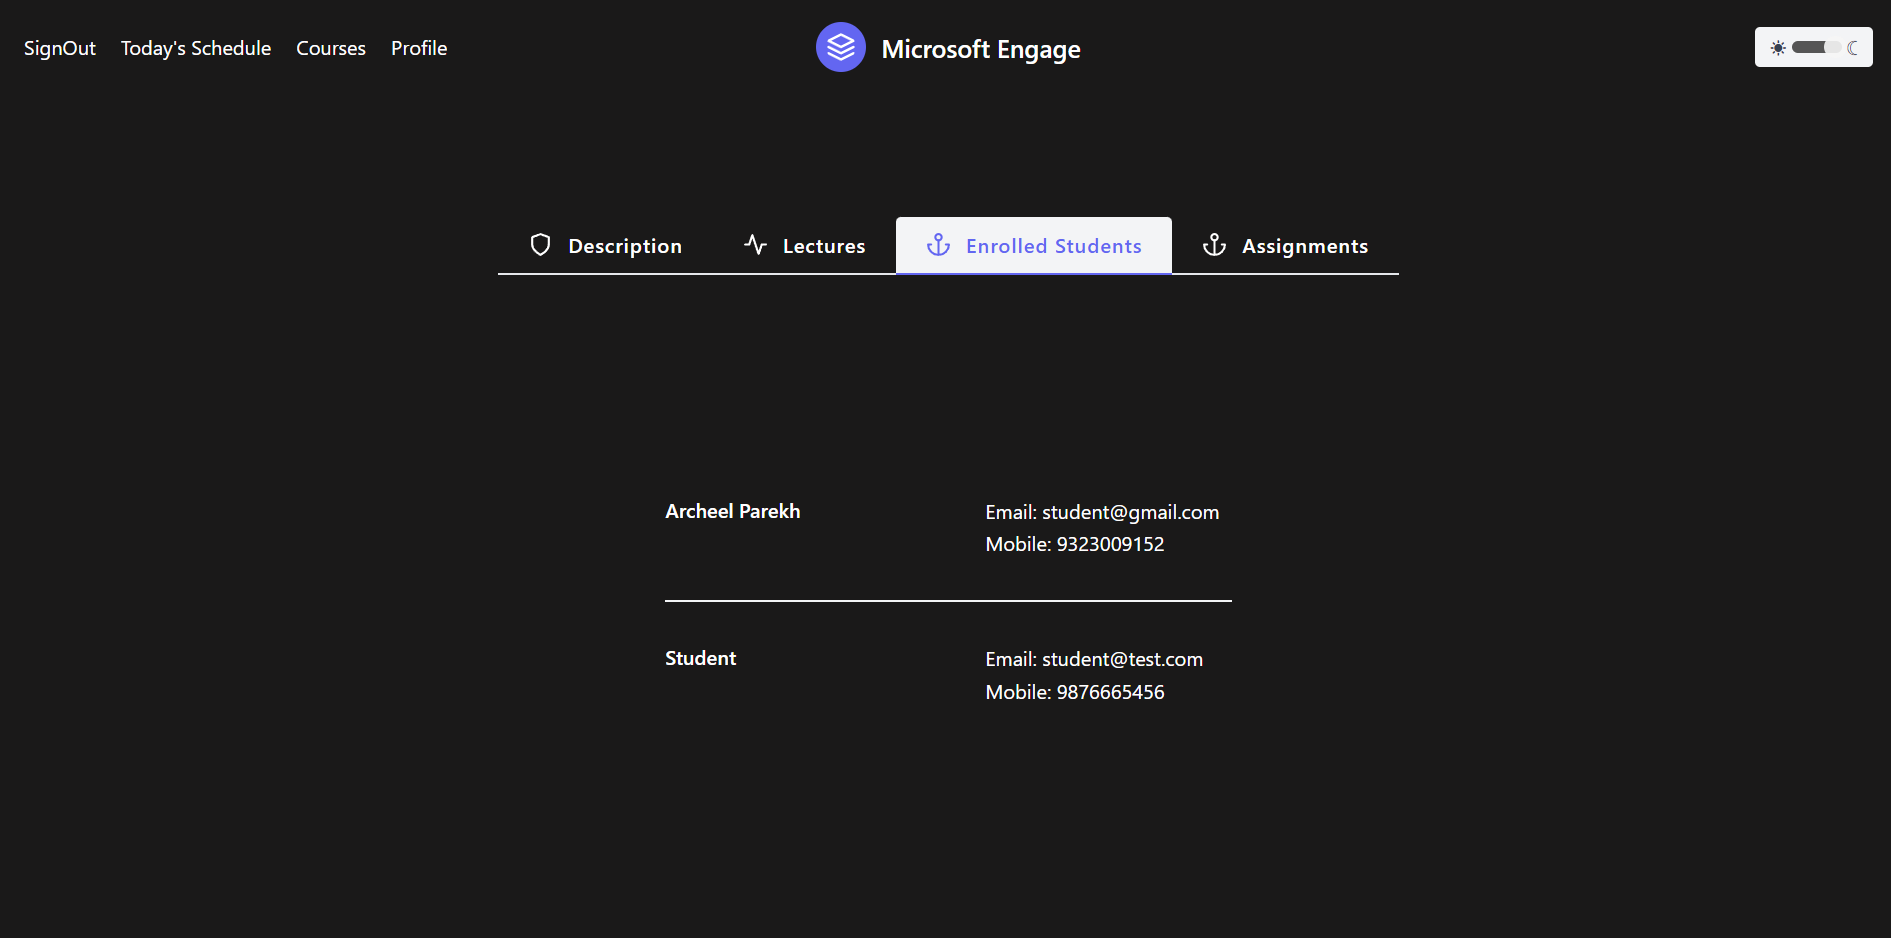 SignOut Today's Schedule Courses Profile
Microsoft Engage
Description Lectures Enrolled Students Assignments
Archeel Parekh
Email: student@gmail.com
Mobile: 9323009152
Student
Email: student@test.com
Mobile: 9876665456